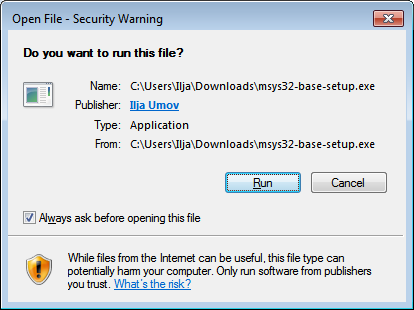 Open File - Security Warning
Do you want to run this file?
Name: C:\Users\Ilja\Downloads\msys32-base-setup.exe
Publisher: Ilja Umov
Type: Application
From: C:\Users\Ilja\Downloads\msys32-base-setup.exe
Run Cancel
Always ask before opening this file
While files from the Internet can be useful, this file type can
potentially harm your computer. Only run software from publishers
you trust. What's the risk?